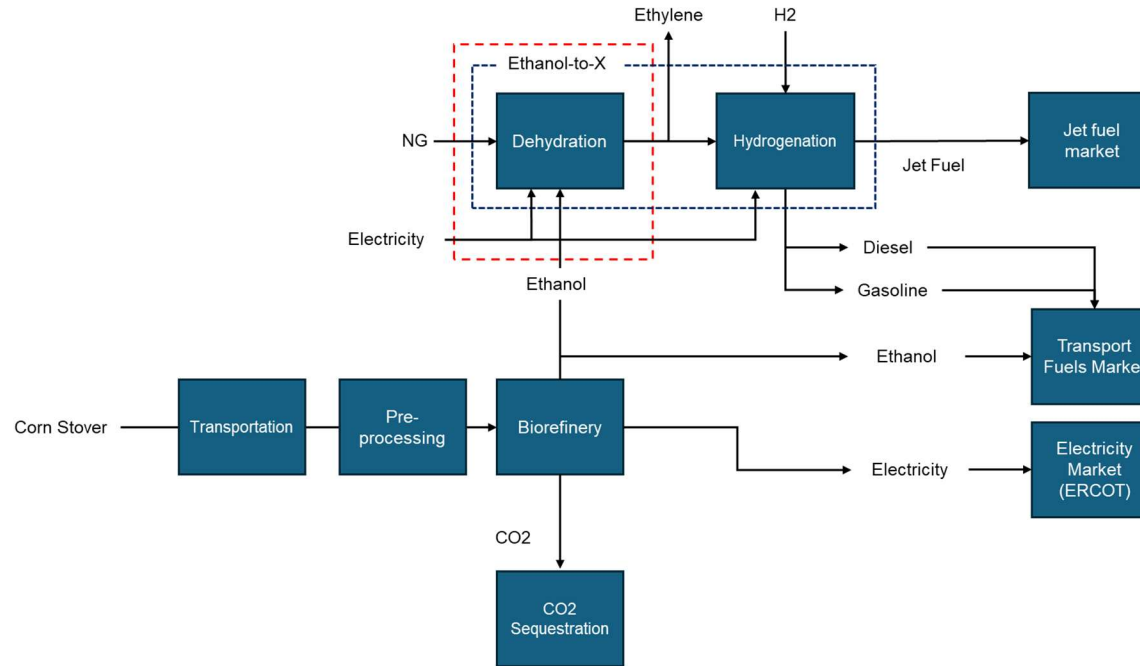 Ethylene
H2
Ethanol-to-X
NG
Dehydration
Hydrogenation
Jet Fuel
Jet fuel
market
Electricity
Ethanol
Diesel
Gasoline
Ethanol
Transport
Fuels Marke
Corn Stover
Transportation
Pre-
processing
Biorefinery
Electricity
Electricity
Market
(ERCOT)
CO2
CO2
Sequestration